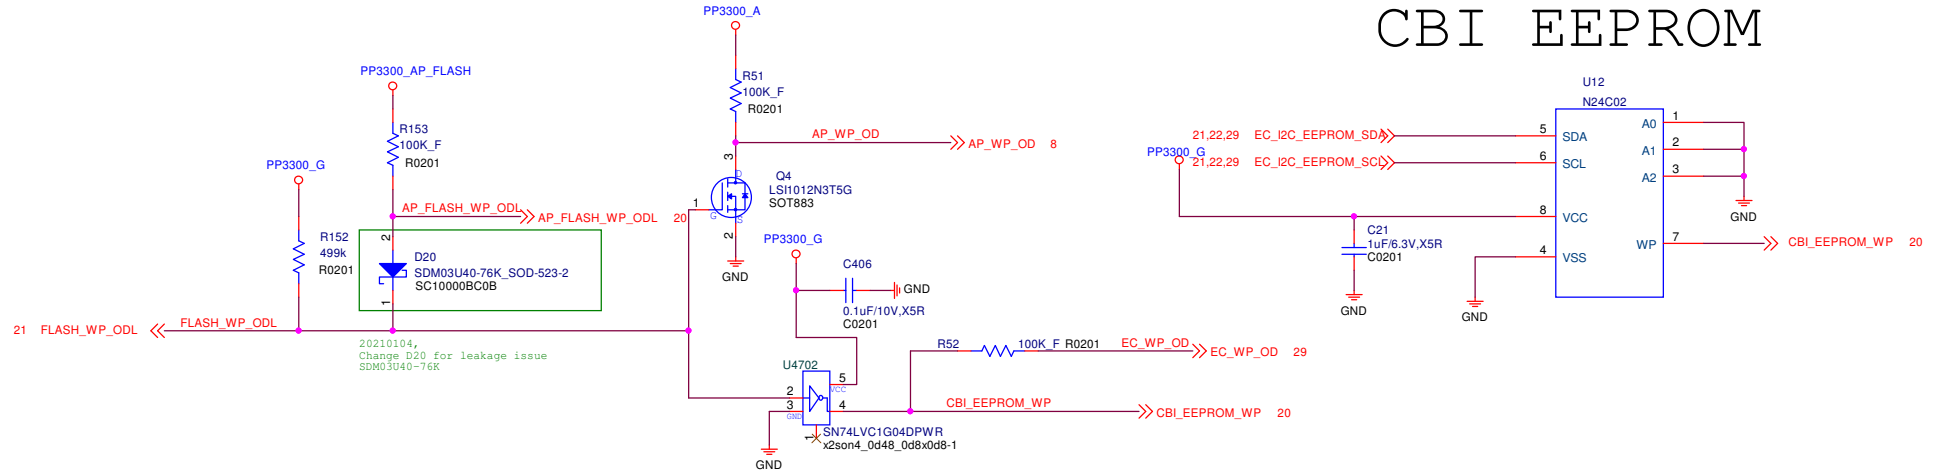 CBI EEPROM
PP3300_A
R51
100K_F
R0201
AP_WP_OD
AP_WP_OD 8
PP3300_AP_FLASH
R153
100K_F
R0201
AP_FLASH_WP_ODL
AP_FLASH_WP_ODL 20
PP3300_G
R152
499k
R0201
2
D20
SDM03U40-76K_SOD-523-2
SC10000BC0B
1
21 FLASH_WP_ODL
FLASH_WP_ODL
20210104,
Change D20 for leakage issue
SDM03U40-76K
3
D
Q4
LSI1012N3T5G
SOT883
1
G
S
2
GND
PP3300_G
C406
GND
0.1uF/10V,X5R
C0201
U4702
5
VCC
2
3
GND
4
1
SN74LVC1G04DPWR
x2son4_0d48_0d8x0d8-1
GND
R52
100K_F R0201
EC_WP_OD
EC_WP_OD 29
CBI_EEPROM_WP
CBI_EEPROM_WP 20
U12
N24C02
21,22,29 EC_I2C_EEPROM_SDA
5
SDA
PP3300_G
21,22,29 EC_I2C_EEPROM_SCL
6
SCL
8
VCC
4
VSS
A0
1
A1
2
A2
3
GND
WP
7
CBI_EEPROM_WP 20
C21
1uF/6.3V,X5R
C0201
GND
GND